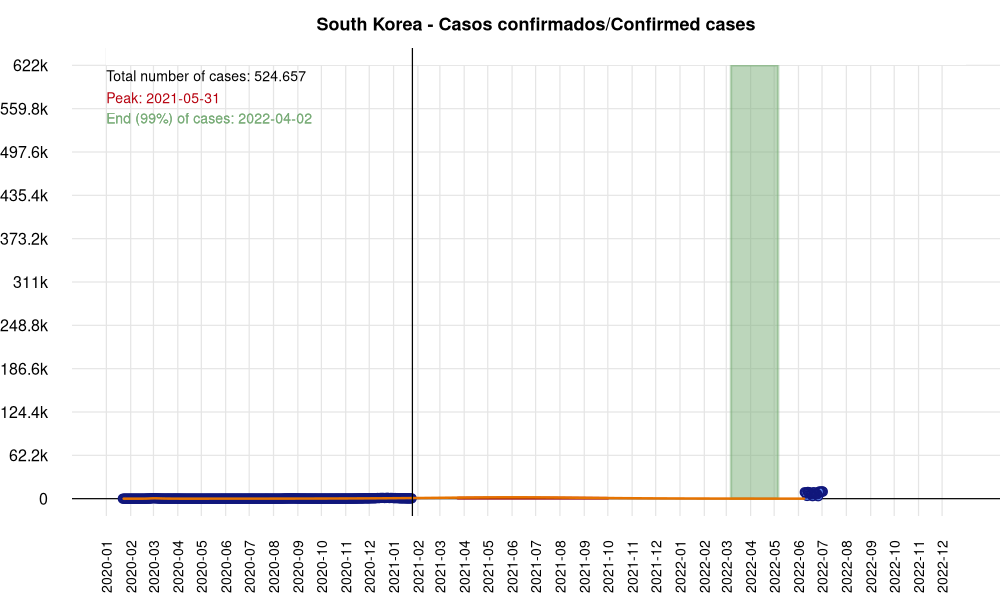 South Korea - Casos confirmados/Confirmed cases
622k
Total number of cases: 524.657
Peak: 2021-05-31
559.8k
End (99%) of cases: 2022-04-02
497.6k
435.4k
373.2k
311k
248.8k
186.6k
124.4k
62.2k
0
2020-01
2020-02
2020-03
2020-04
2020-05
2020-06
2020-07
2020-08
2020-09
2020-10
2020-11
2020-12
2021-01
2021-02
2021-03
2021-04
2021-05
2021-06
2021-07
2021-08
2021-09
2021-10
2021-11
2021-12
2022-01
2022-02
2022-03
2022-04
2022-05
2022-06
2022-07
2022-08
2022-09
2022-10
2022-11
2022-12